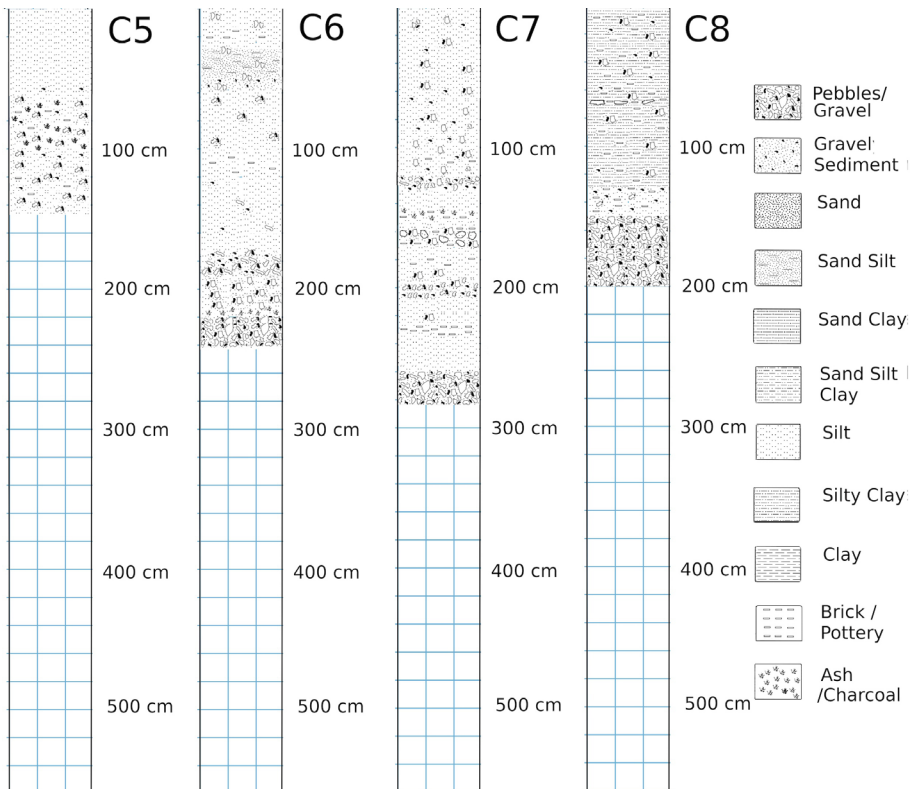 C5
C6
C7
C8
100 cm
100 cm
100 cm
100 cm
200 cm
200 cm
200 cm
200 cm
300 cm
300 cm
300 cm
300 cm
400 cm
400 cm
400 cm
400 cm
500 cm
500 cm
500 cm
500 cm
Pebbles/
Gravel
Gravel
Sediment
Sand
Sand Silt
Sand Clay
Sand Silt
Clay
Silt
Silty Clay
Clay
Brick /
Pottery
Ash
/Charcoal